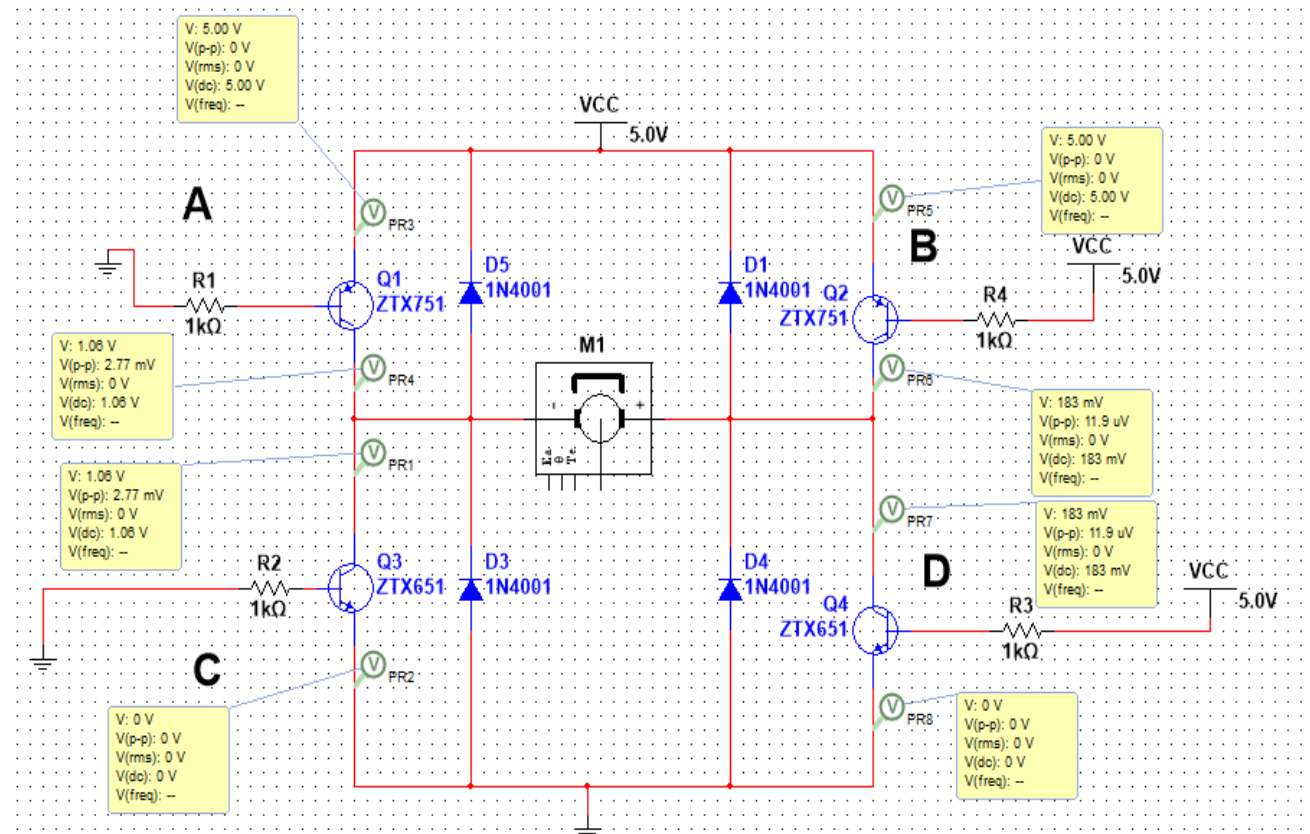 V: 5.00 V
V(p-p): 0 V
V(rms): 0 V
V(dc): 5.00 V
V(freq): --
VCC
5.0V
V: 5.00 V
V(p-p): 0 V
V(rms): 0 V
V(dc): 5.00 V
V(freq): --
A
V
PR3
V
PR5
B
VCC
5.0V
R1
1kΩ
Q1
ZTX751
D5
1N4001
D1
1N4001
Q2
ZTX751
R4
1kΩ
V: 1.06 V
V(p-p): 2.77 mV
V(rms): 0 V
V(dc): 1.06 V
V(freq): --
V
PR4
M1
- +
Ea
θ
Te
V
PR6
V: 183 mV
V(p-p): 11.9 uV
V(rms): 0 V
V(dc): 183 mV
V(freq): --
V: 1.06 V
V(p-p): 2.77 mV
V(rms): 0 V
V(dc): 1.06 V
V(freq): --
V
PR1
V
PR7
V: 183 mV
V(p-p): 11.9 uV
V(rms): 0 V
V(dc): 183 mV
V(freq): --
R2
1kΩ
Q3
ZTX651
D3
1N4001
D4
1N4001
D
Q4
ZTX651
R3
1kΩ
VCC
5.0V
C
V
PR2
V: 0 V
V(p-p): 0 V
V(rms): 0 V
V(dc): 0 V
V(freq): --
V
PR8
V: 0 V
V(p-p): 0 V
V(rms): 0 V
V(dc): 0 V
V(freq): --